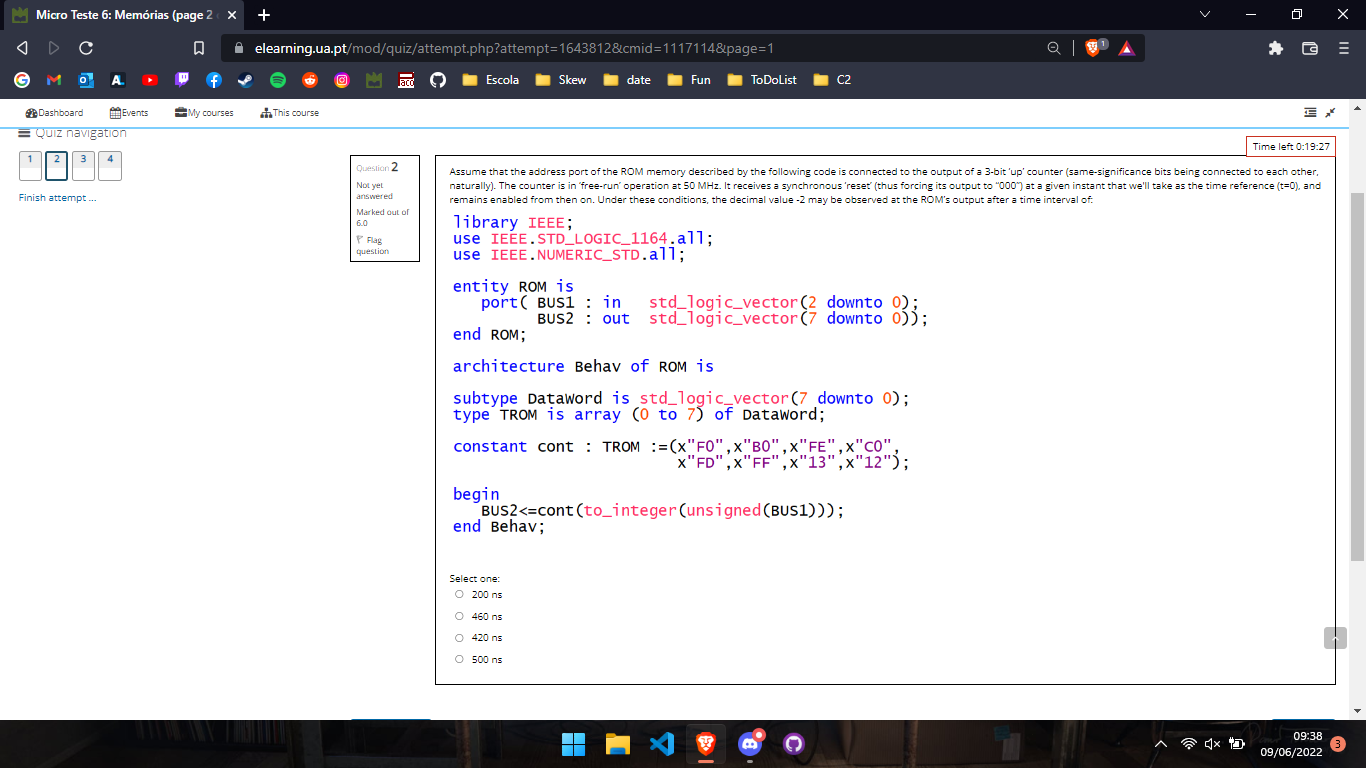 Micro Teste 6: Memórias (page 2
elearning.ua.pt/mod/quiz/attempt.php?attempt=1643812&cmid=1117114&page=1
1
Escola
Skew
date
Fun
ToDoList
C2
Dashboard
Events
My courses
This course
Quiz navigation
1 2 3 4
Finish attempt ...
Time left 0:19:27
Question 2
Not yet
answered
Marked out of
6.0
Flag
question
Assume that the address port of the ROM memory described by the following code is connected to the output of a 3-bit 'up' counter (same-significance bits being connected to each other,
naturally). The counter is in 'free-run' operation at 50 MHz. It receives a synchronous 'reset' (thus forcing its output to "000") at a given instant that we'll take as the time reference (t=0), and
remains enabled from then on. Under these conditions, the decimal value -2 may be observed at the ROM's output after a time interval of:
library IEEE;
use IEEE.STD_LOGIC_1164.all;
use IEEE.NUMERIC_STD.all;
entity ROM is
port( BUS1 : in std_logic_vector(2 downto 0);
BUS2 : out std_logic_vector(7 downto 0));
end ROM;
architecture Behav of ROM is
subtype DataWord is std_logic_vector(7 downto 0);
type TROM is array (0 to 7) of DataWord;
constant cont : TROM :=(x"F0",x"B0",x"FE",x"C0",
x"FD",x"FF",x"13",x"12");
begin
BUS2<=cont(to_integer(unsigned(BUS1)));
end Behav;
Select one:
200 ns
460 ns
420 ns
500 ns
09:38
09/06/2022
3